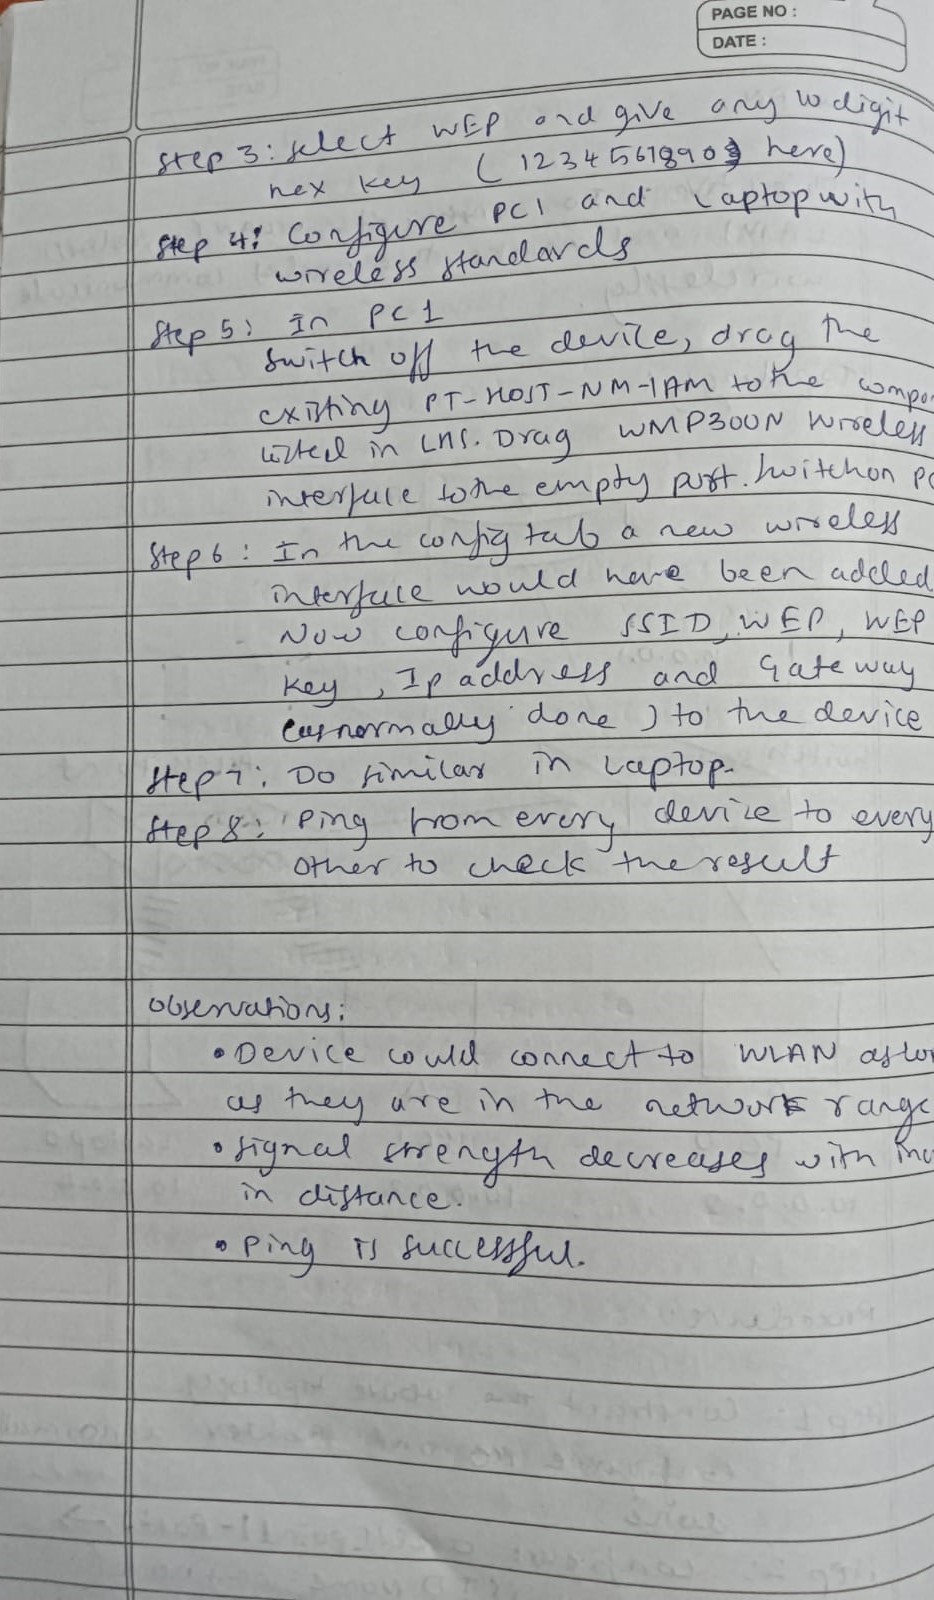 PAGE NO :
DATE :
Step 3: Select WEP and give any 10 digit
hex key ( 1234567890 here)
Step 4: Configure PC1 and Laptop with
wireless standards
Step 5: In PC1
Switch off the device, drag the
existing PT-HOST-NM-1AM to the compo
listed in LHS. Drag WMP300N wireless
interface to the empty port. Switch on PC
Step 6: In the config tab a new wireless
interface would have been added
Now configure SSID, WEP, WEP
Key, Ip address and Gateway
(as normally done ) to the device
Step 7: Do similar in Laptop.
Step 8: Ping from every device to every
other to check the result
Observations:
• Device could connect to WLAN as lon
as they are in the network range
• Signal strength decreases with inc
in distance.
• Ping is successful.